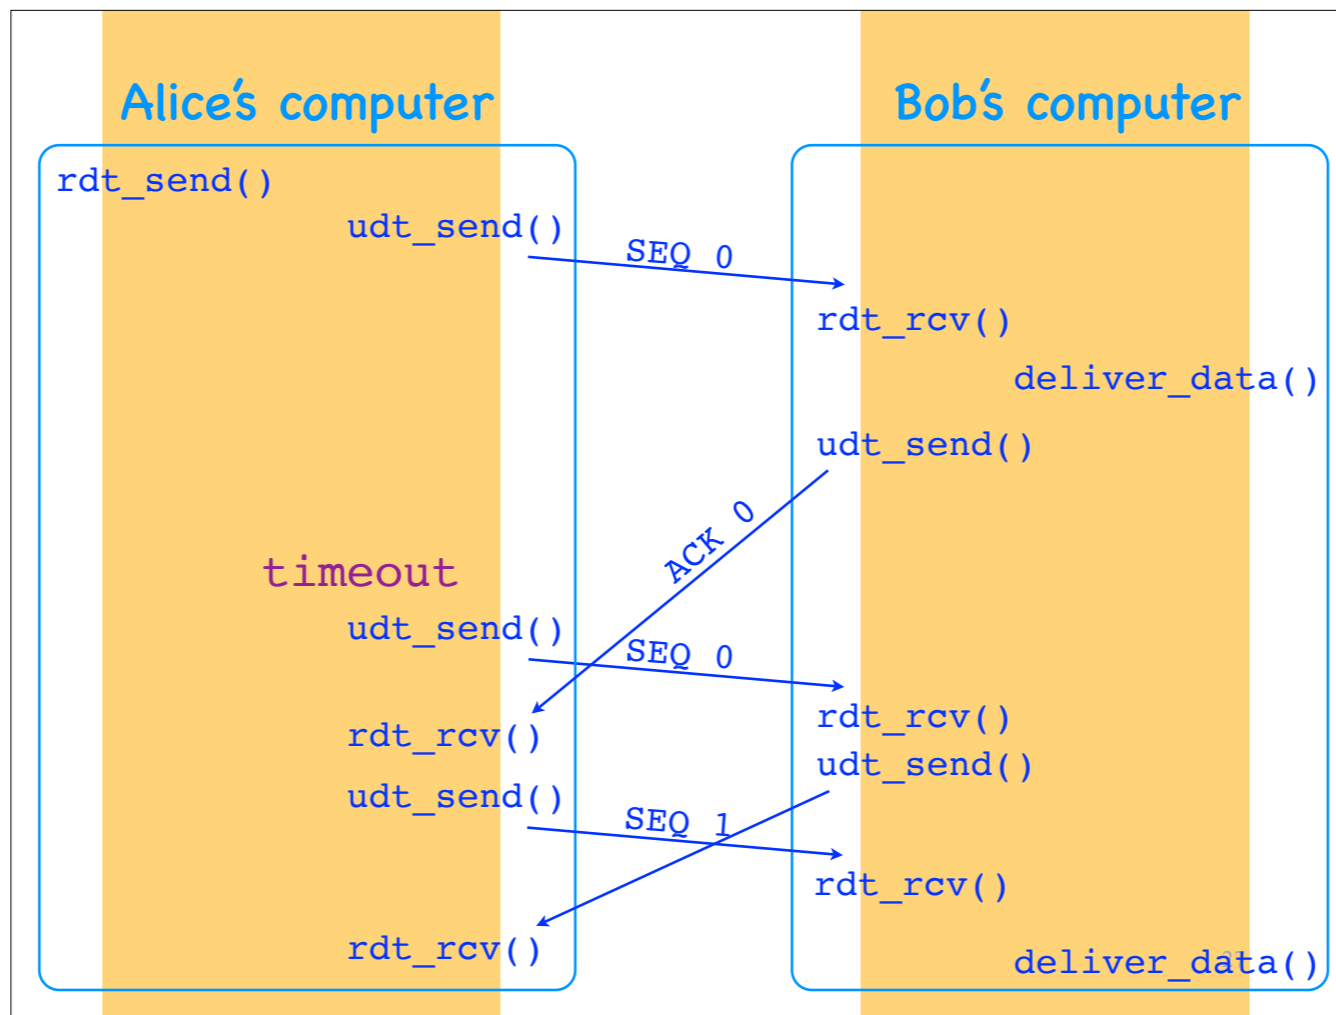 Alice's computer
Bob's computer
rdt_send()
udt_send()
SEQ 0
rdt_rcv()
deliver_data()
udt_send()
ACK 0
timeout
udt_send()
SEQ 0
rdt_rcv()
rdt_rcv()
udt_send()
udt_send()
SEQ 1
rdt_rcv()
rdt_rcv()
deliver_data()